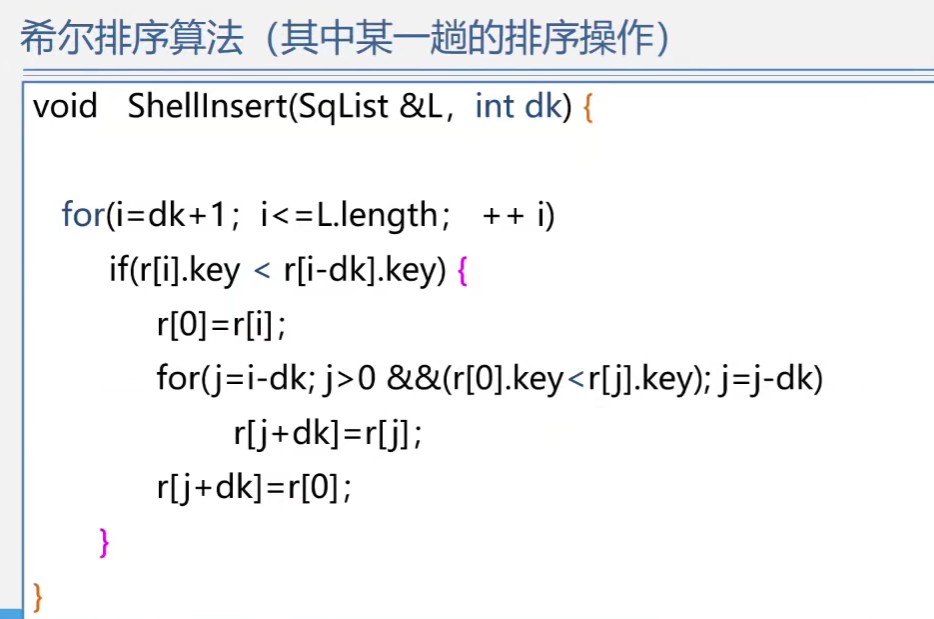 希尔排序算法（其中某一趟的排序操作）
void ShellInsert(SqList &L，int dk) {
for(i=dk+1；i<=L.length； ++ i)
if(r[i].key < r[i-dk].key) {
r[0]=r[i]；
for(j=i-dk; j>0 &&(r[0].key<r[j].key); j=j-dk)
r[j+dk]=r[j]；
r[j+dk]=r[0]；
}
}